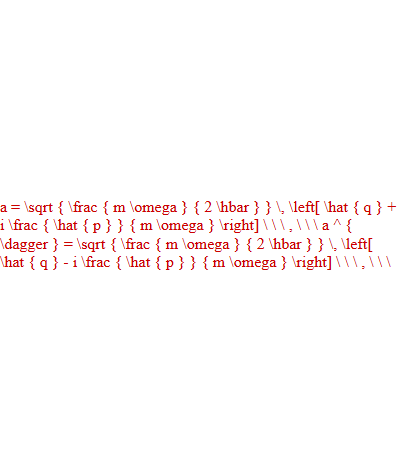 a = \sqrt { \frac { m \omega } { 2 \hbar } } \, \left[ \hat { q } +
i \frac { \hat { p } } { m \omega } \right] \ \ \ , \ \ \ a ^ {
\dagger } = \sqrt { \frac { m \omega } { 2 \hbar } } \, \left[
\hat { q } - i \frac { \hat { p } } { m \omega } \right] \ \ \ , \ \ \